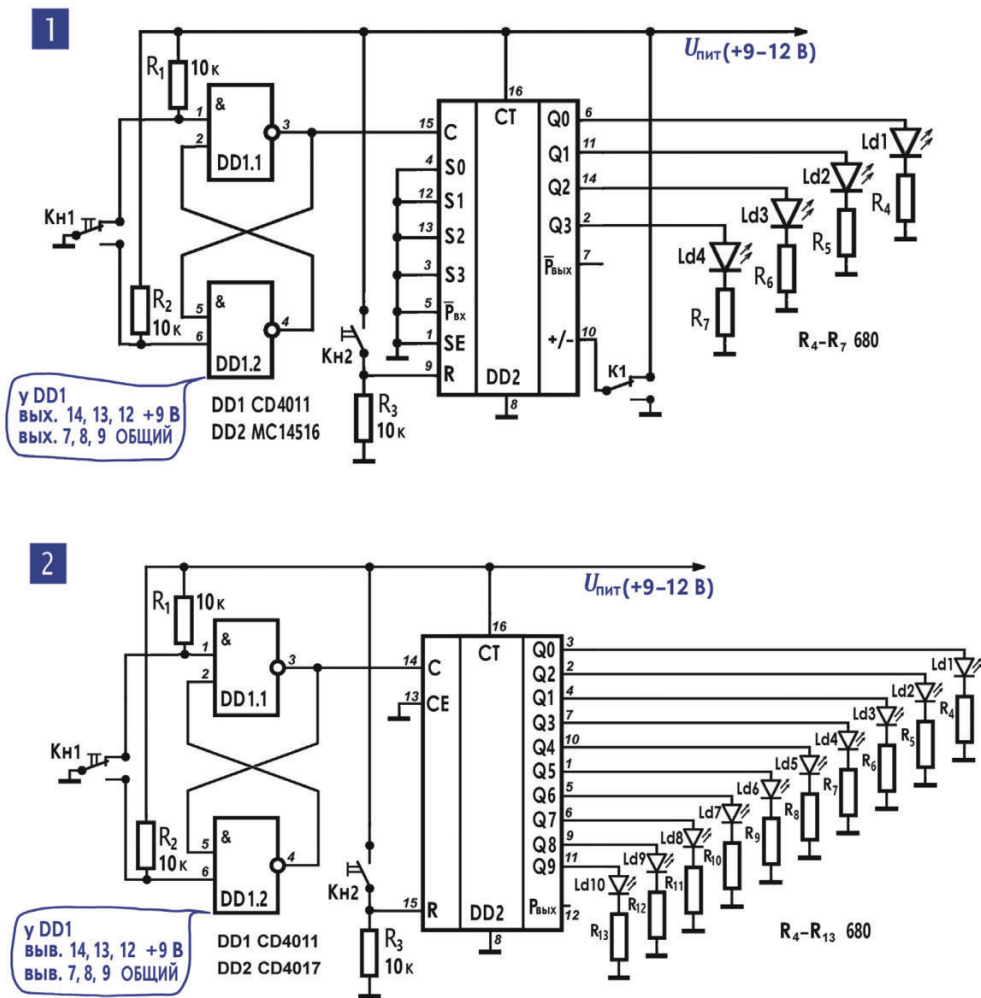 1
Uпит(+9–12 В)
R1 10к
1
&
2
3
DD1.1
Кн1
R2
10к
5
&
6
4
DD1.2
у DD1
вых. 14, 13, 12 +9 В
вых. 7, 8, 9 ОБЩИЙ
DD1 CD4011
DD2 MC14516
Кн2
R3
10к
16
CT
15 C
4 S0
12 S1
13 S2
3 S3
5 P̅вх
1 SE
9 R
DD2
8
Q0 6
Q1 11
Q2 14
Q3 2
P̅вых 7
+/- 10
К1
Ld1
Ld2
Ld3
Ld4
R4
R5
R6
R7
R4–R7 680
2
Uпит(+9–12 В)
R1 10к
1
&
2
3
DD1.1
Кн1
R2
10к
5
&
6
4
DD1.2
у DD1
выв. 14, 13, 12 +9 В
выв. 7, 8, 9 ОБЩИЙ
DD1 CD4011
DD2 CD4017
Кн2
R3
10к
16
CT
14 C
13 CE
15 R
DD2
8
Q0 3
Q2 2
Q1 4
Q3 7
Q4 10
Q5 1
Q6 5
Q7 6
Q8 9
Q9 11
Pвых 12
Ld1
Ld2
Ld3
Ld4
Ld5
Ld6
Ld7
Ld8
Ld9
Ld10
R4
R5
R6
R7
R8
R9
R10
R11
R12
R13
R4–R13 680